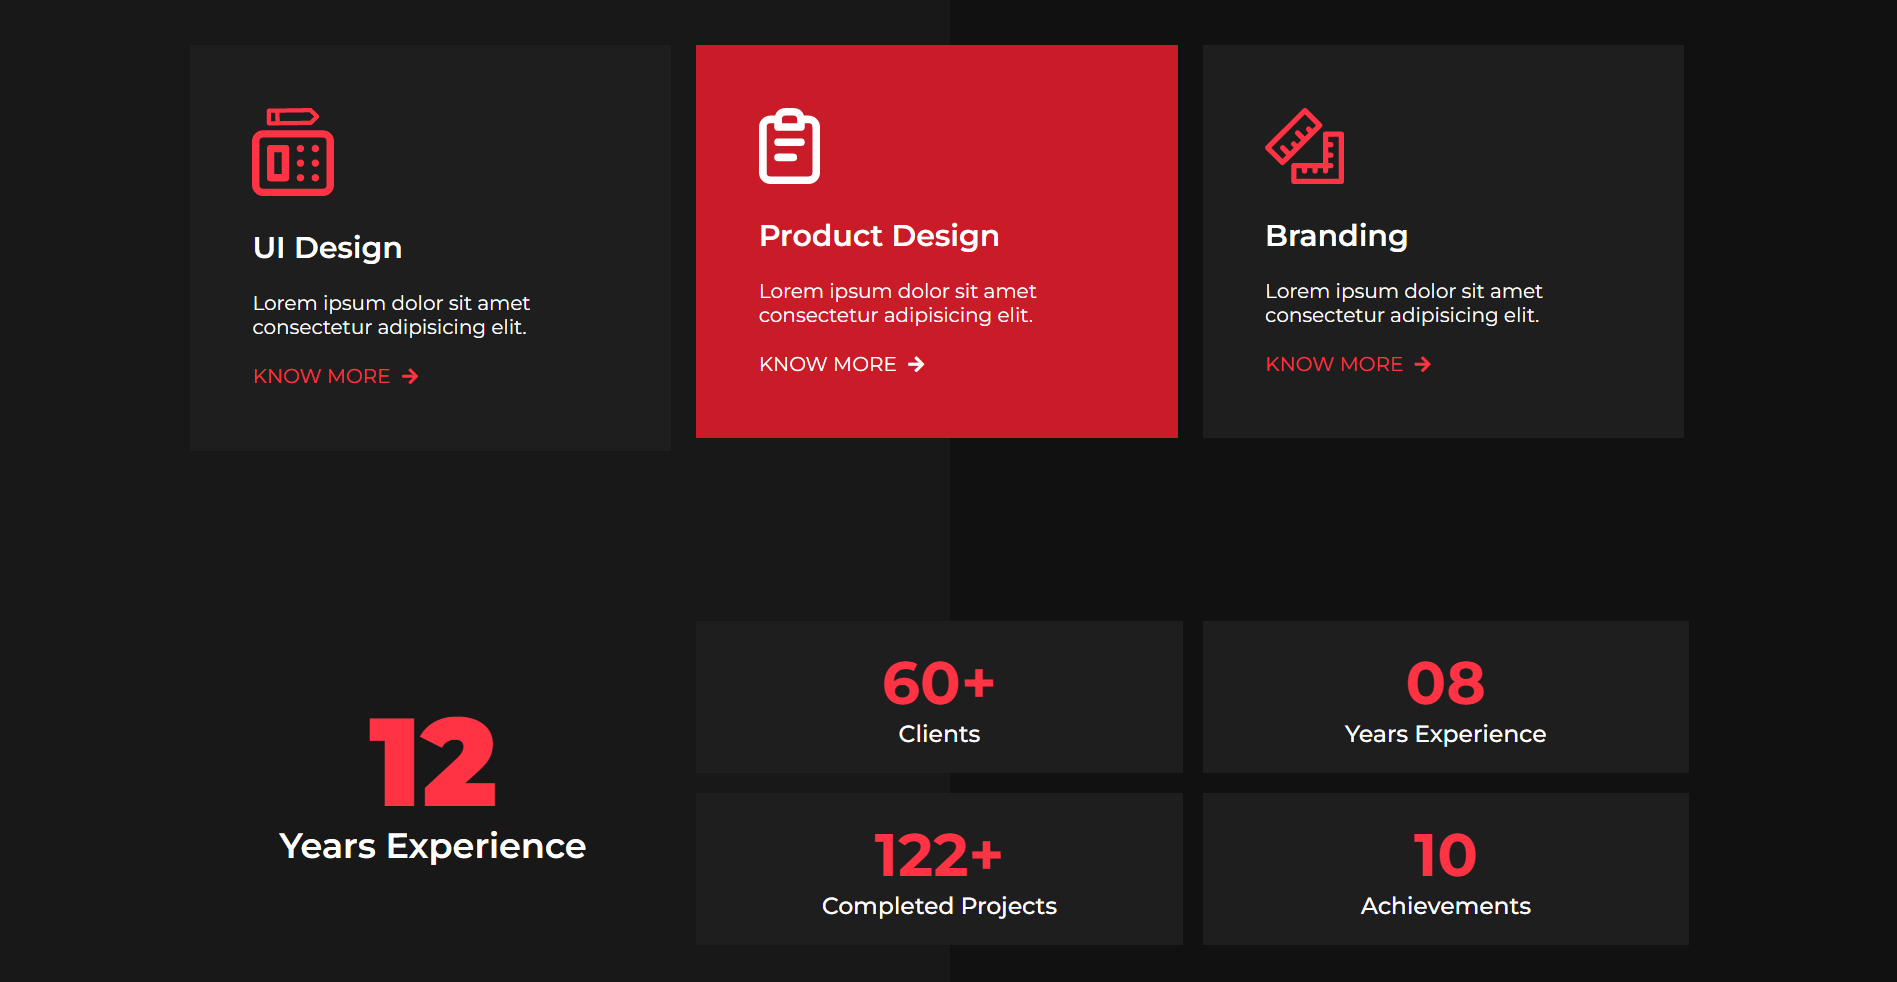 UI Design
Lorem ipsum dolor sit amet
consectetur adipisicing elit.
KNOW MORE
Product Design
Lorem ipsum dolor sit amet
consectetur adipisicing elit.
KNOW MORE
Branding
Lorem ipsum dolor sit amet
consectetur adipisicing elit.
KNOW MORE
12
Years Experience
60+
Clients
08
Years Experience
122+
Completed Projects
10
Achievements